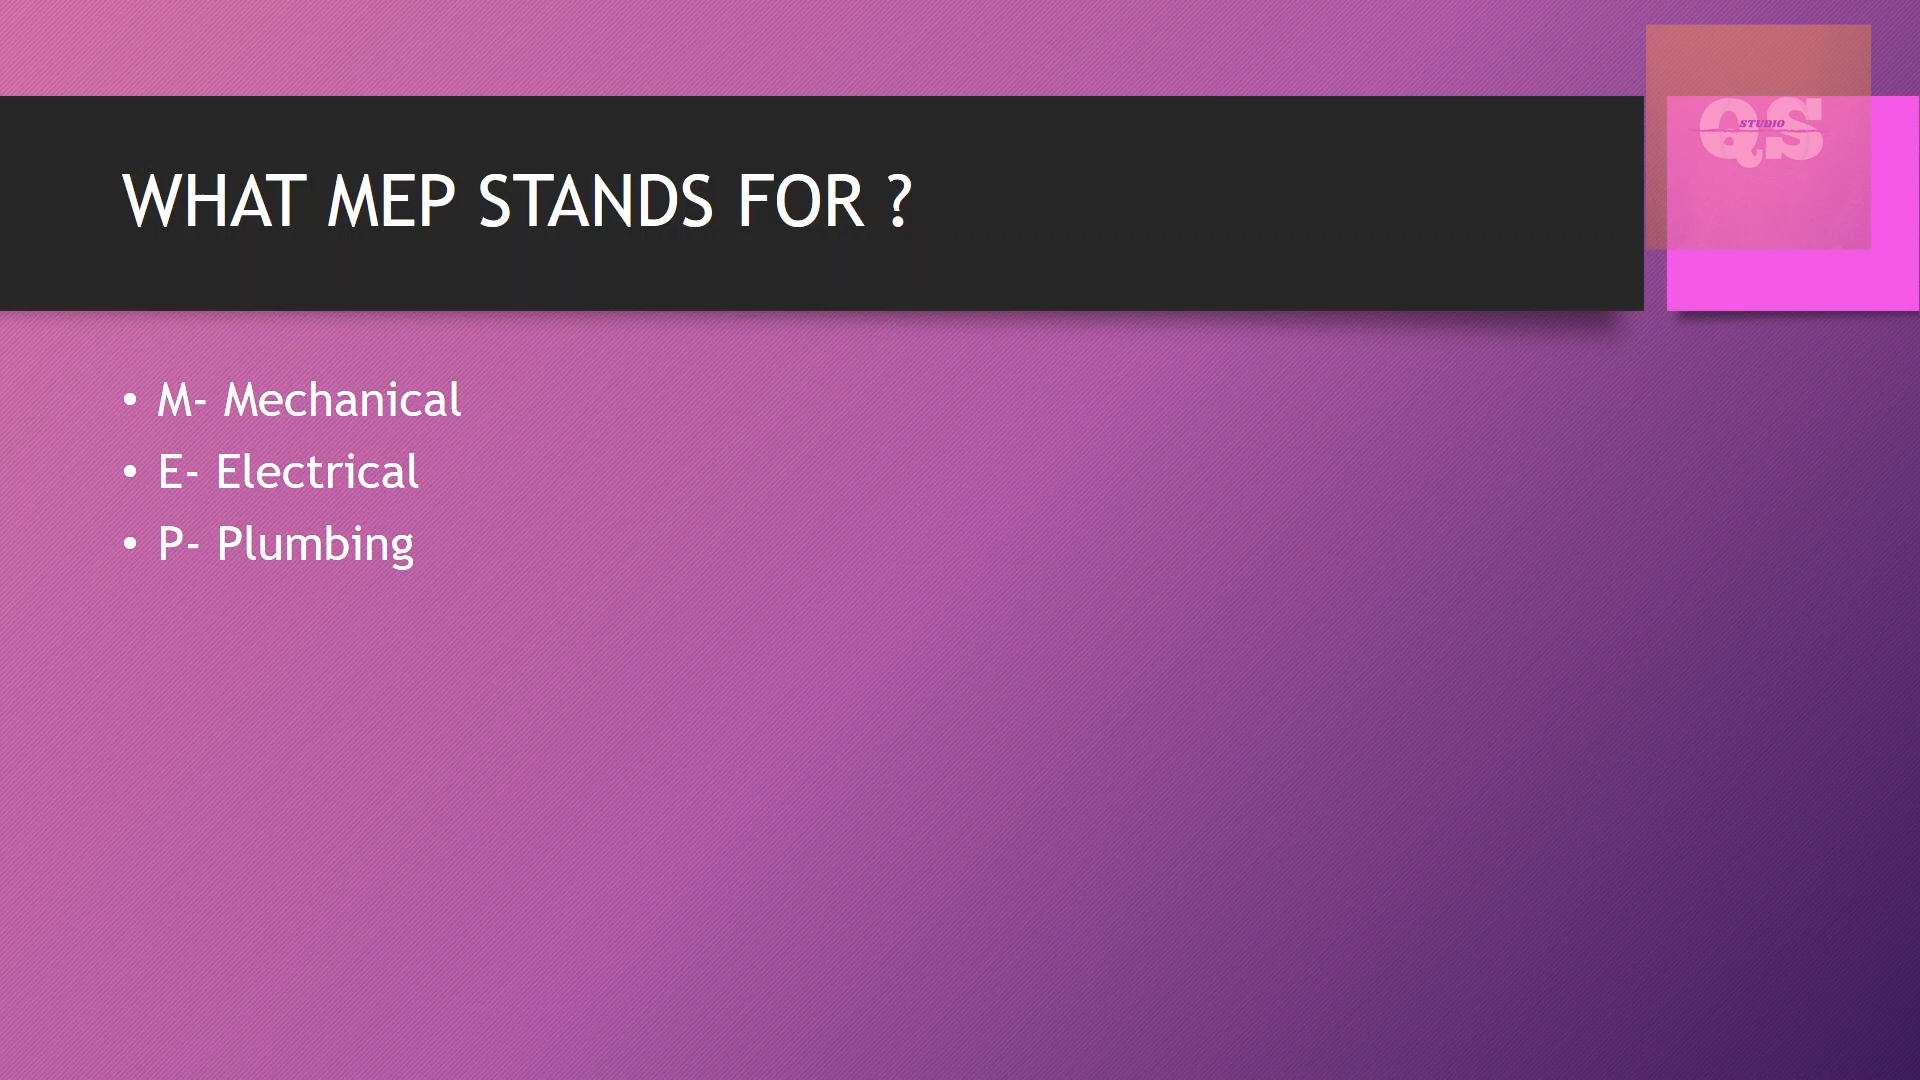 WHAT MEP STANDS FOR ?
QS
STUDIO
• M- Mechanical
• E- Electrical
• P- Plumbing